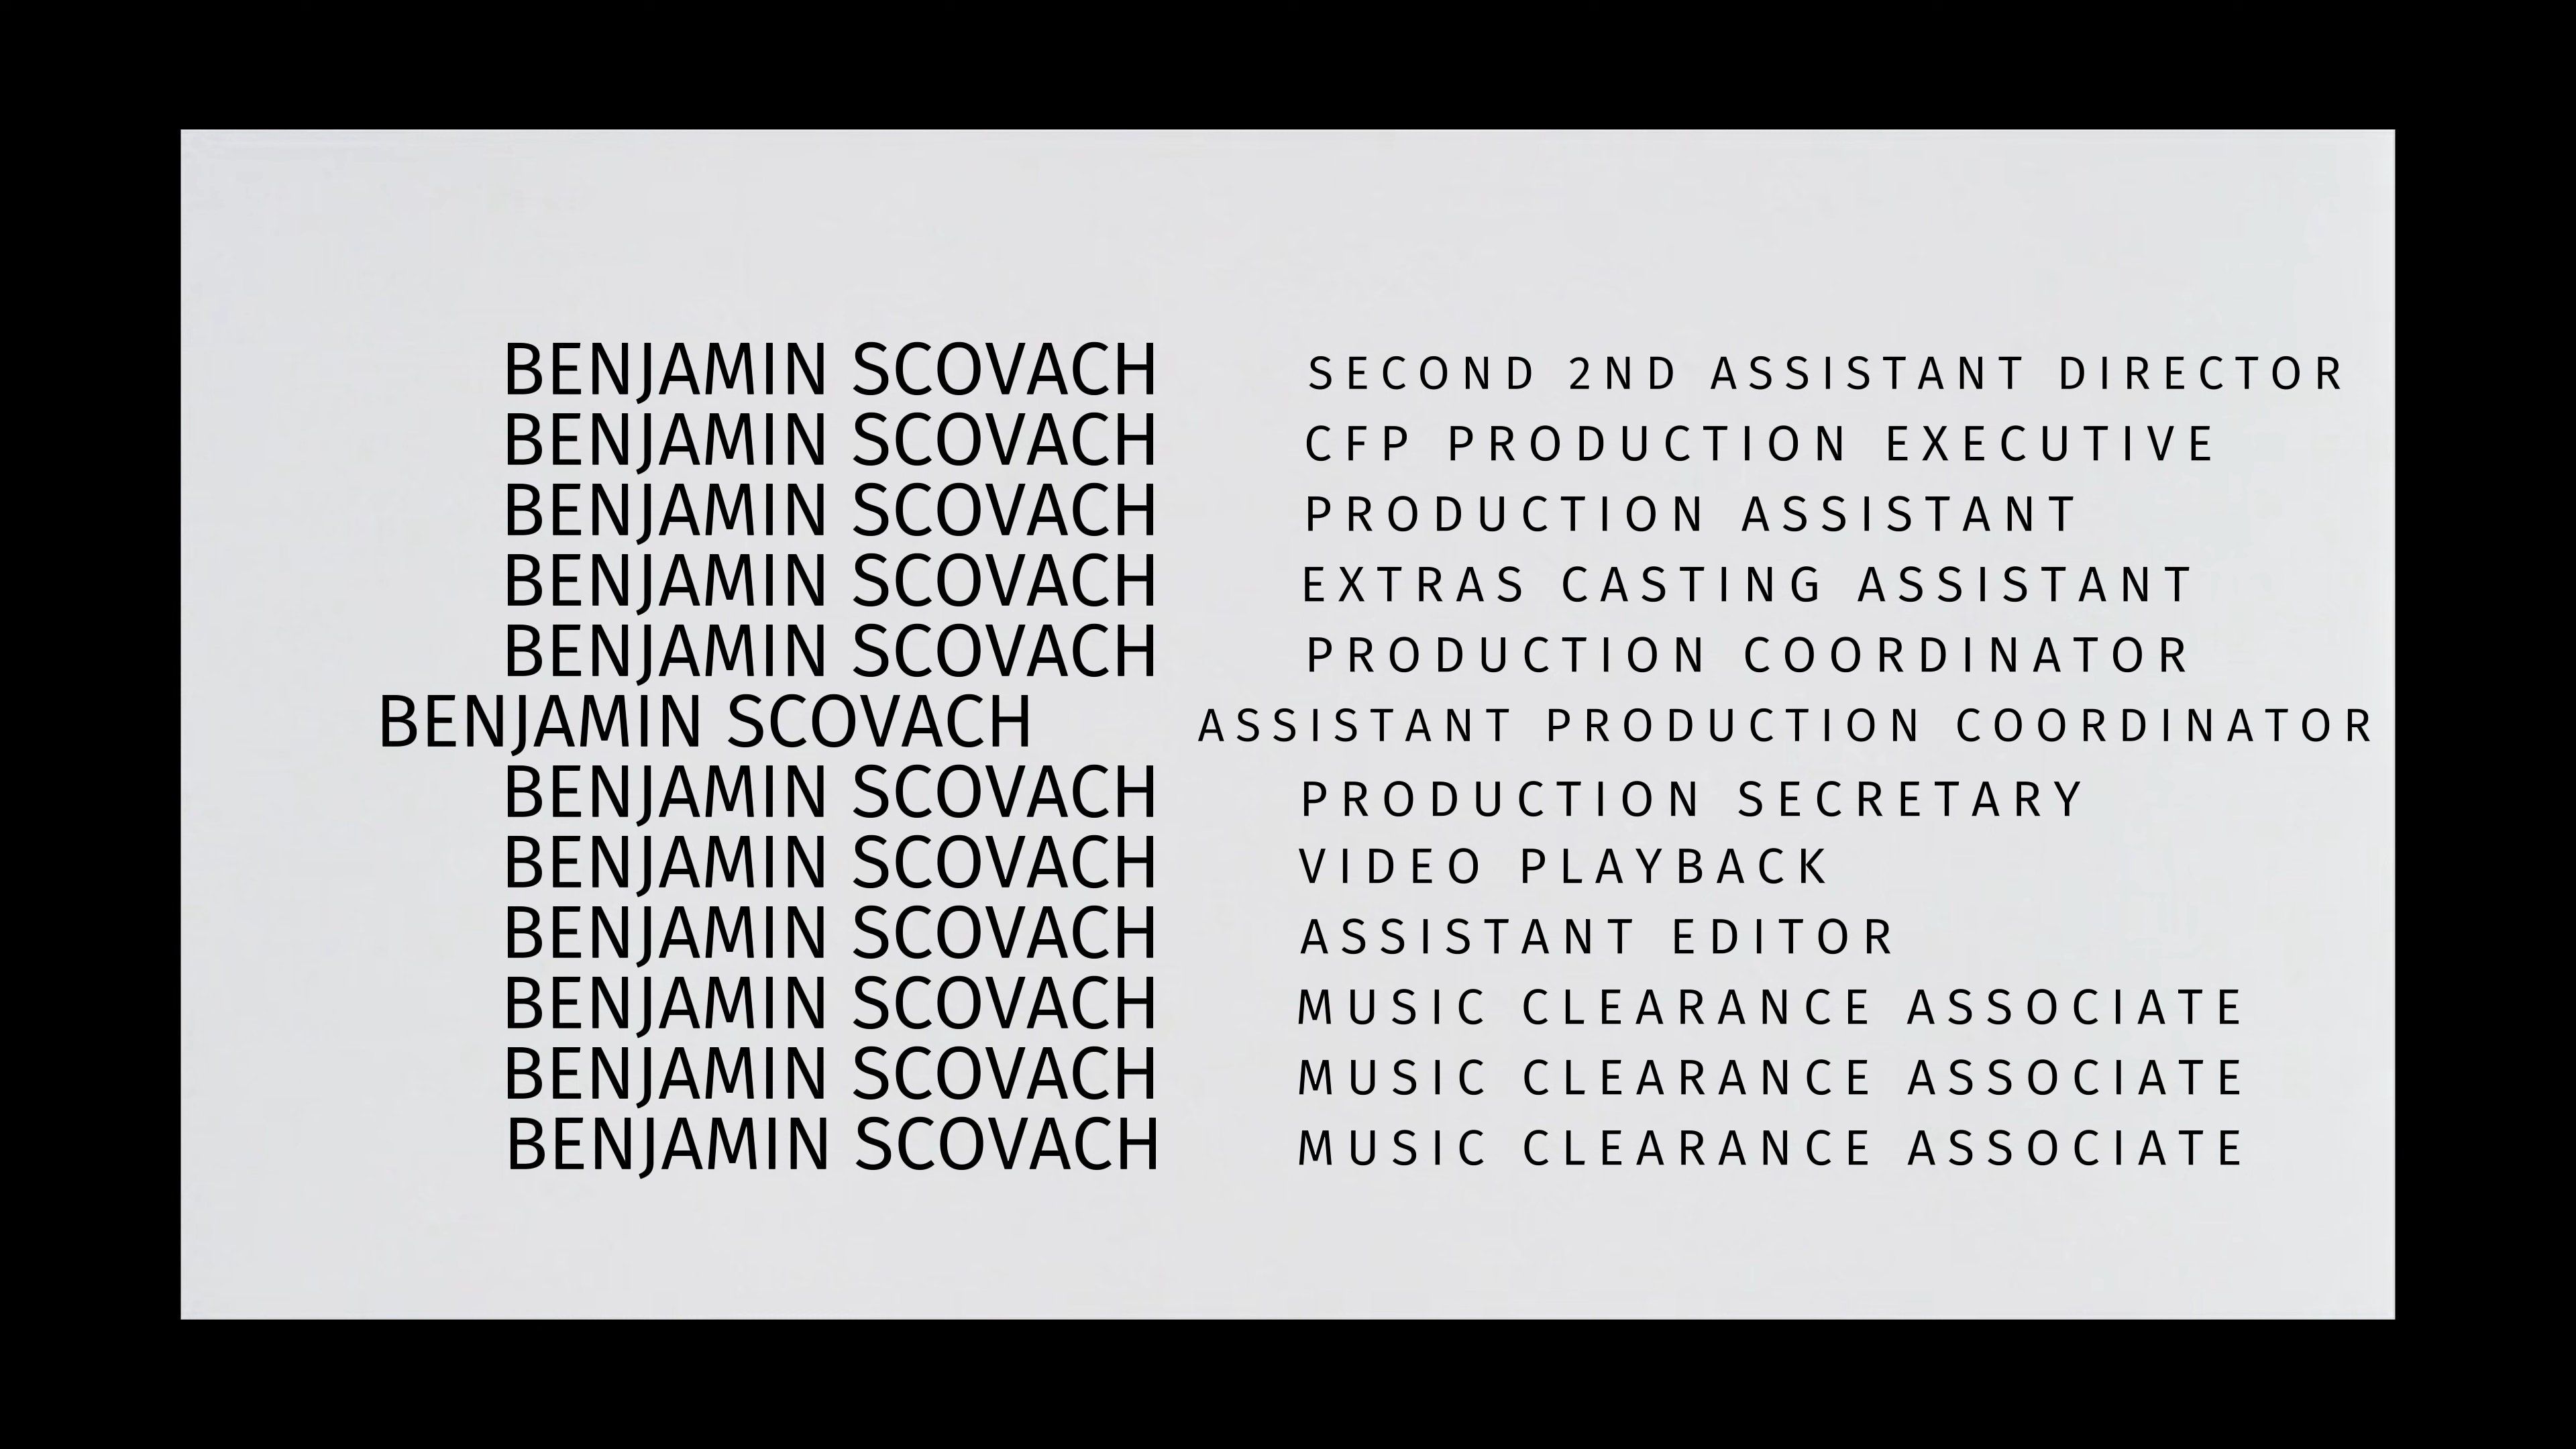 BENJAMIN SCOVACH SECOND 2ND ASSISTANT DIRECTOR
BENJAMIN SCOVACH CFP PRODUCTION EXECUTIVE
BENJAMIN SCOVACH PRODUCTION ASSISTANT
BENJAMIN SCOVACH EXTRAS CASTING ASSISTANT
BENJAMIN SCOVACH PRODUCTION COORDINATOR
BENJAMIN SCOVACH ASSISTANT PRODUCTION COORDINATOR
BENJAMIN SCOVACH PRODUCTION SECRETARY
BENJAMIN SCOVACH VIDEO PLAYBACK
BENJAMIN SCOVACH ASSISTANT EDITOR
BENJAMIN SCOVACH MUSIC CLEARANCE ASSOCIATE
BENJAMIN SCOVACH MUSIC CLEARANCE ASSOCIATE
BENJAMIN SCOVACH MUSIC CLEARANCE ASSOCIATE